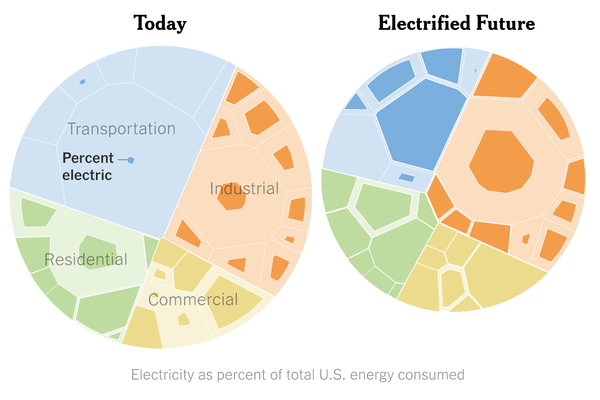 Today
Electrified Future
Transportation
Percent
electric
Industrial
Residential
Commercial
Electricity as percent of total U.S. energy consumed